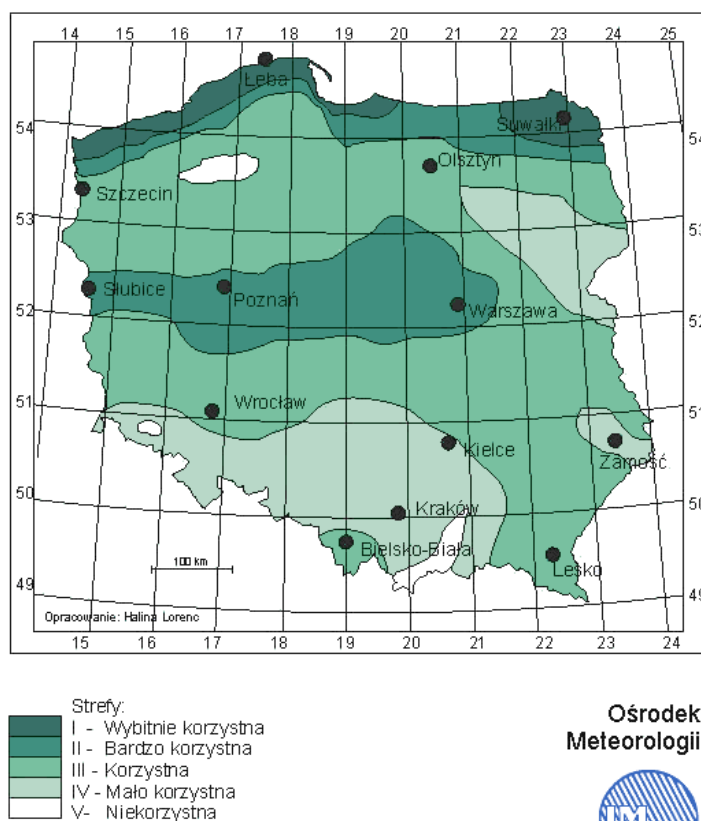 14 15 16 17 18 19 20 21 22 23 24 25
Łeba
54 Suwałki 54
Olsztyn
Szczecin
53 53
Słubice Poznań Warszawa
52 52
Wrocław
51 51
Kielce Zamość
50 Kraków 50
Bielsko-Biała Lesko
100 km
49 49
Opracowanie: Halina Lorenc
15 16 17 18 19 20 21 22 23 24
Strefy:
I - Wybitnie korzystna
II - Bardzo korzystna
III - Korzystna
IV - Mało korzystna
V- Niekorzystna
Ośrodek
Meteorologii
IM